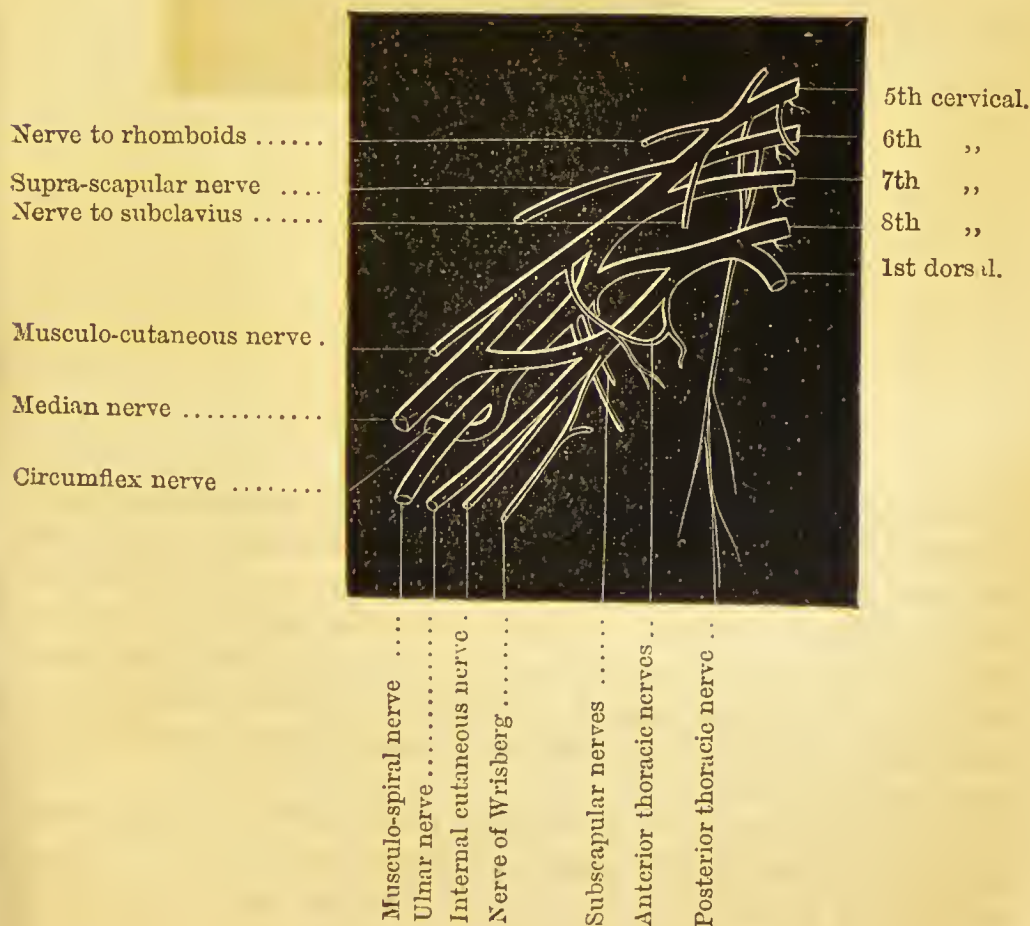 5th cervical.
Nerve to rhomboids ......
6th ,,
Supra-scapular nerve ....
7th ,,
Nerve to subclavius ......
8th ,,
1st dorsal.
Musculo-cutaneous nerve .
Median nerve ............
Circumflex nerve ........
Musculo-spiral nerve ....
Ulnar nerve............
Internal cutaneous nerve .
Nerve of Wrisberg........
Subscapular nerves .....
Anterior thoracic nerves..
Posterior thoracic nerve ..